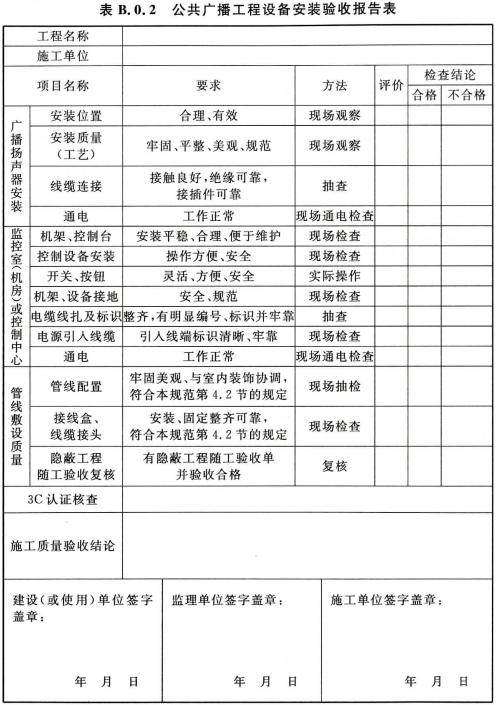 表 B.0.2 公共广播工程设备安装验收报告表
工程名称
施工单位
项目名称 要求 方法 评价 检查结论
合格 不合格
广播扬声器安装
安装位置 合理、有效 现场观察
安装质量
(工艺)
牢固、平整、美观、规范 现场观察
线缆连接
接触良好,绝缘可靠,
接插件可靠
抽查
通电 工作正常 现场通电检查
监控室(机房)或控制中心
机架、控制台 安装平稳、合理、便于维护 现场检查
控制设备安装 操作方便、安全 现场检查
开关、按钮 灵活、方便、安全 实际操作
机架、设备接地 安全、规范 现场检查
电缆线扎及标识 整齐,有明显编号、标识并牢靠 抽查
电源引入线缆 引入线端标识清晰、牢靠 现场检查
通电 工作正常 现场通电检查
管线敷设质量
管线配置
牢固美观、与室内装饰协调,
符合本规范第4.2节的规定
现场抽检
接线盒、
线缆接头
安装、固定整齐可靠,
符合本规范第4.2节的规定
现场检查
隐蔽工程
随工验收复核
有隐蔽工程随工验收单
并验收合格
复核
3C认证核查
施工质量验收结论
建设(或使用)单位签字
盖章:
年 月 日
监理单位签字盖章:
年 月 日
施工单位签字盖章:
年 月 日